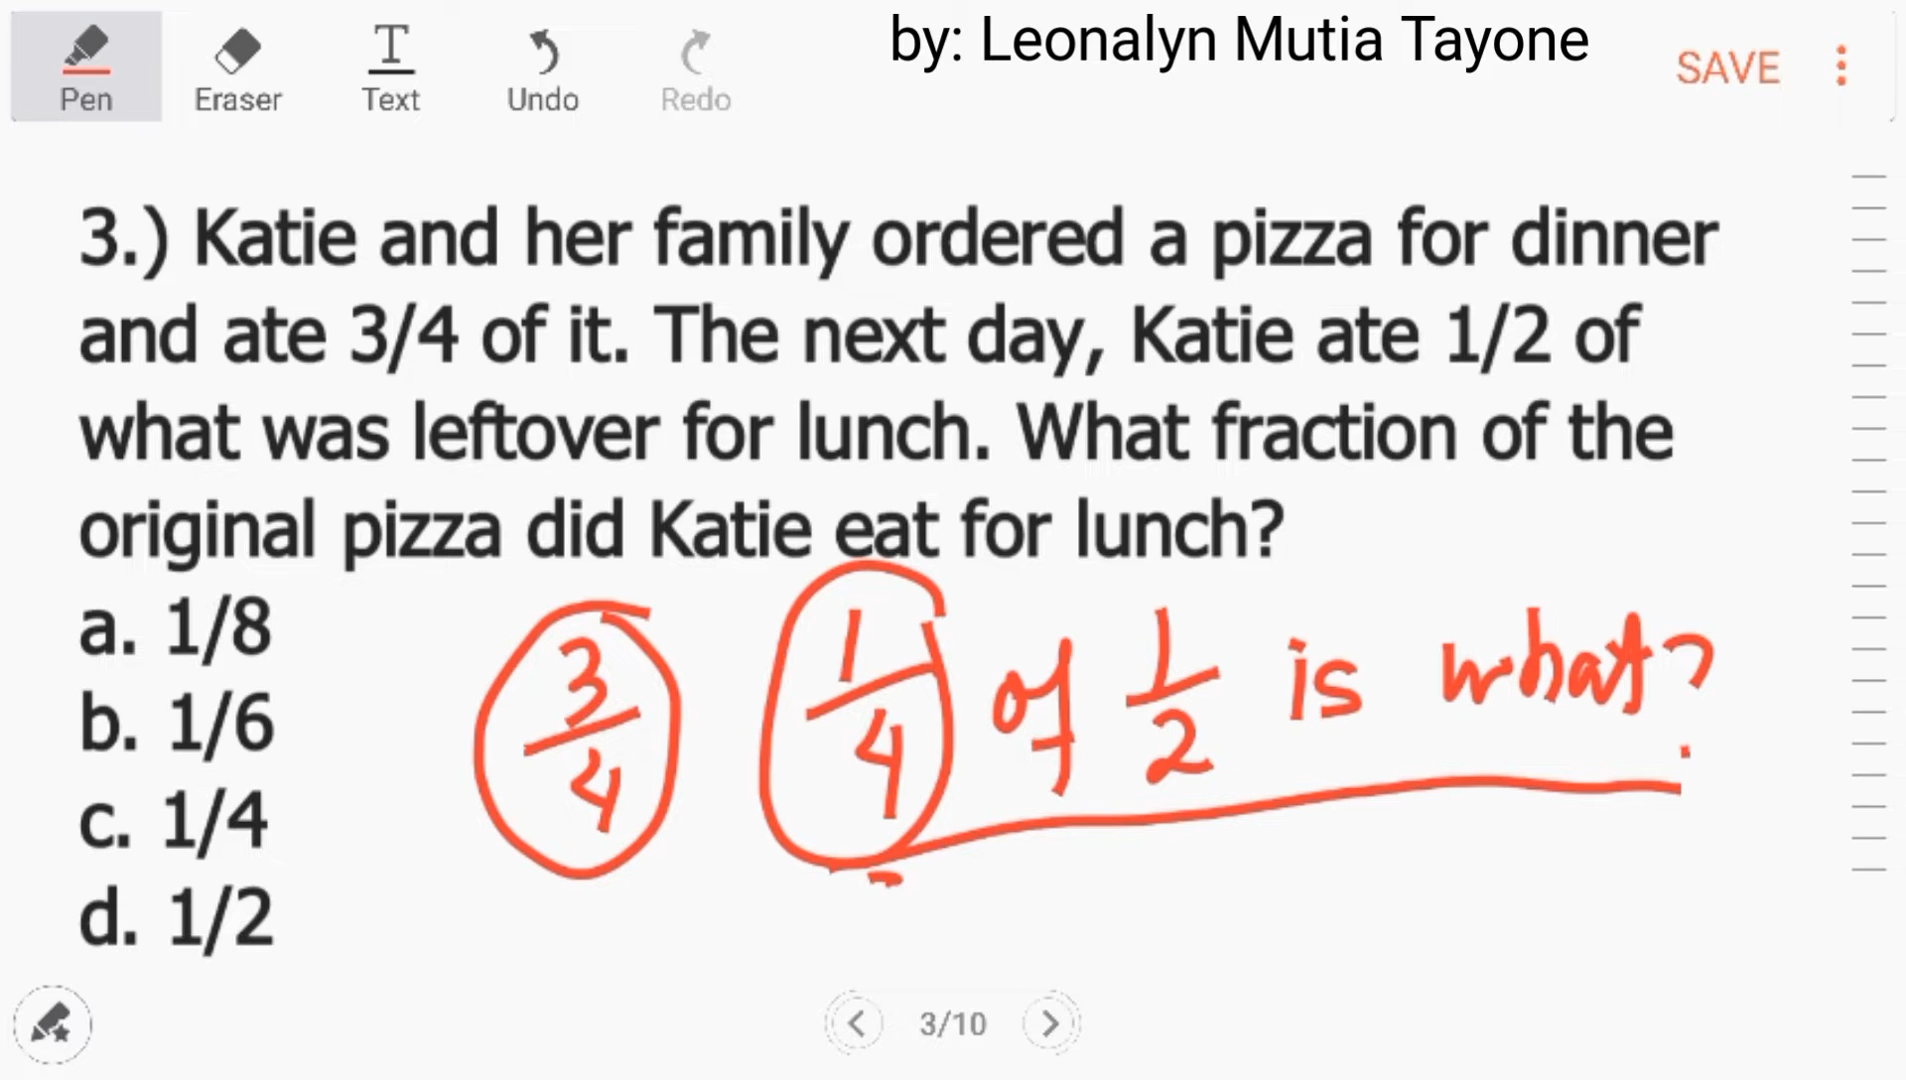 by: Leonalyn Mutia Tayone
Pen Eraser Text Undo Redo SAVE
3.) Katie and her family ordered a pizza for dinner
and ate 3/4 of it. The next day, Katie ate 1/2 of
what was leftover for lunch. What fraction of the
original pizza did Katie eat for lunch?
a. 1/8
b. 1/6
c. 1/4
d. 1/2
3/4 1/4 of 1/2 is what?
3/10